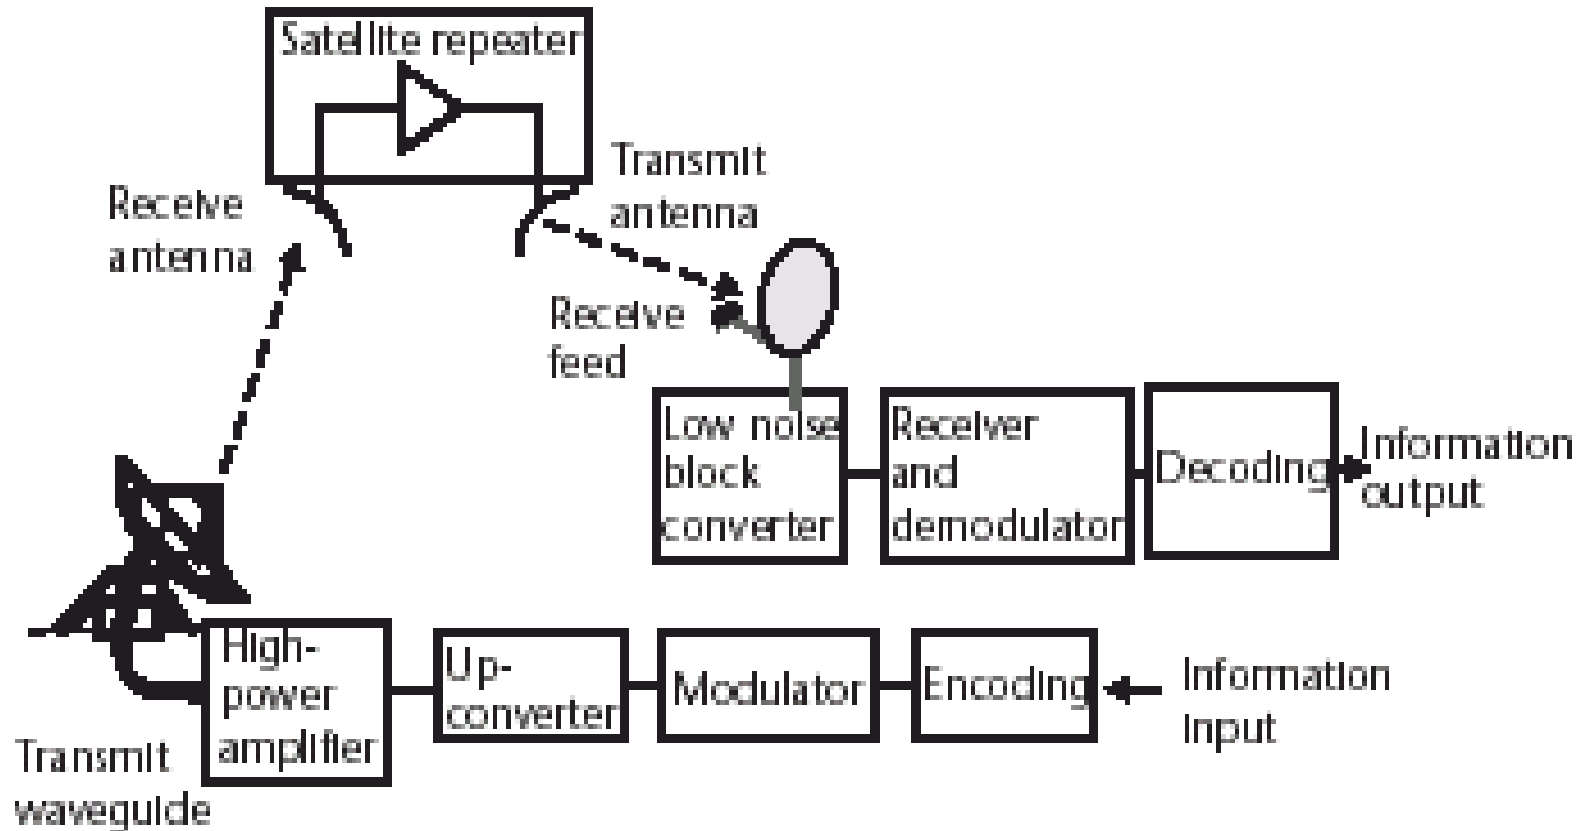 Satellite repeater
Transmit
antenna
Receive
antenna
Receive
feed
Low noise
block
converter
Receiver
and
demodulator
Decoding
Information
output
High-
power
amplifier
Up-
converter
Modulator
Encoding
Information
input
Transmit
waveguide